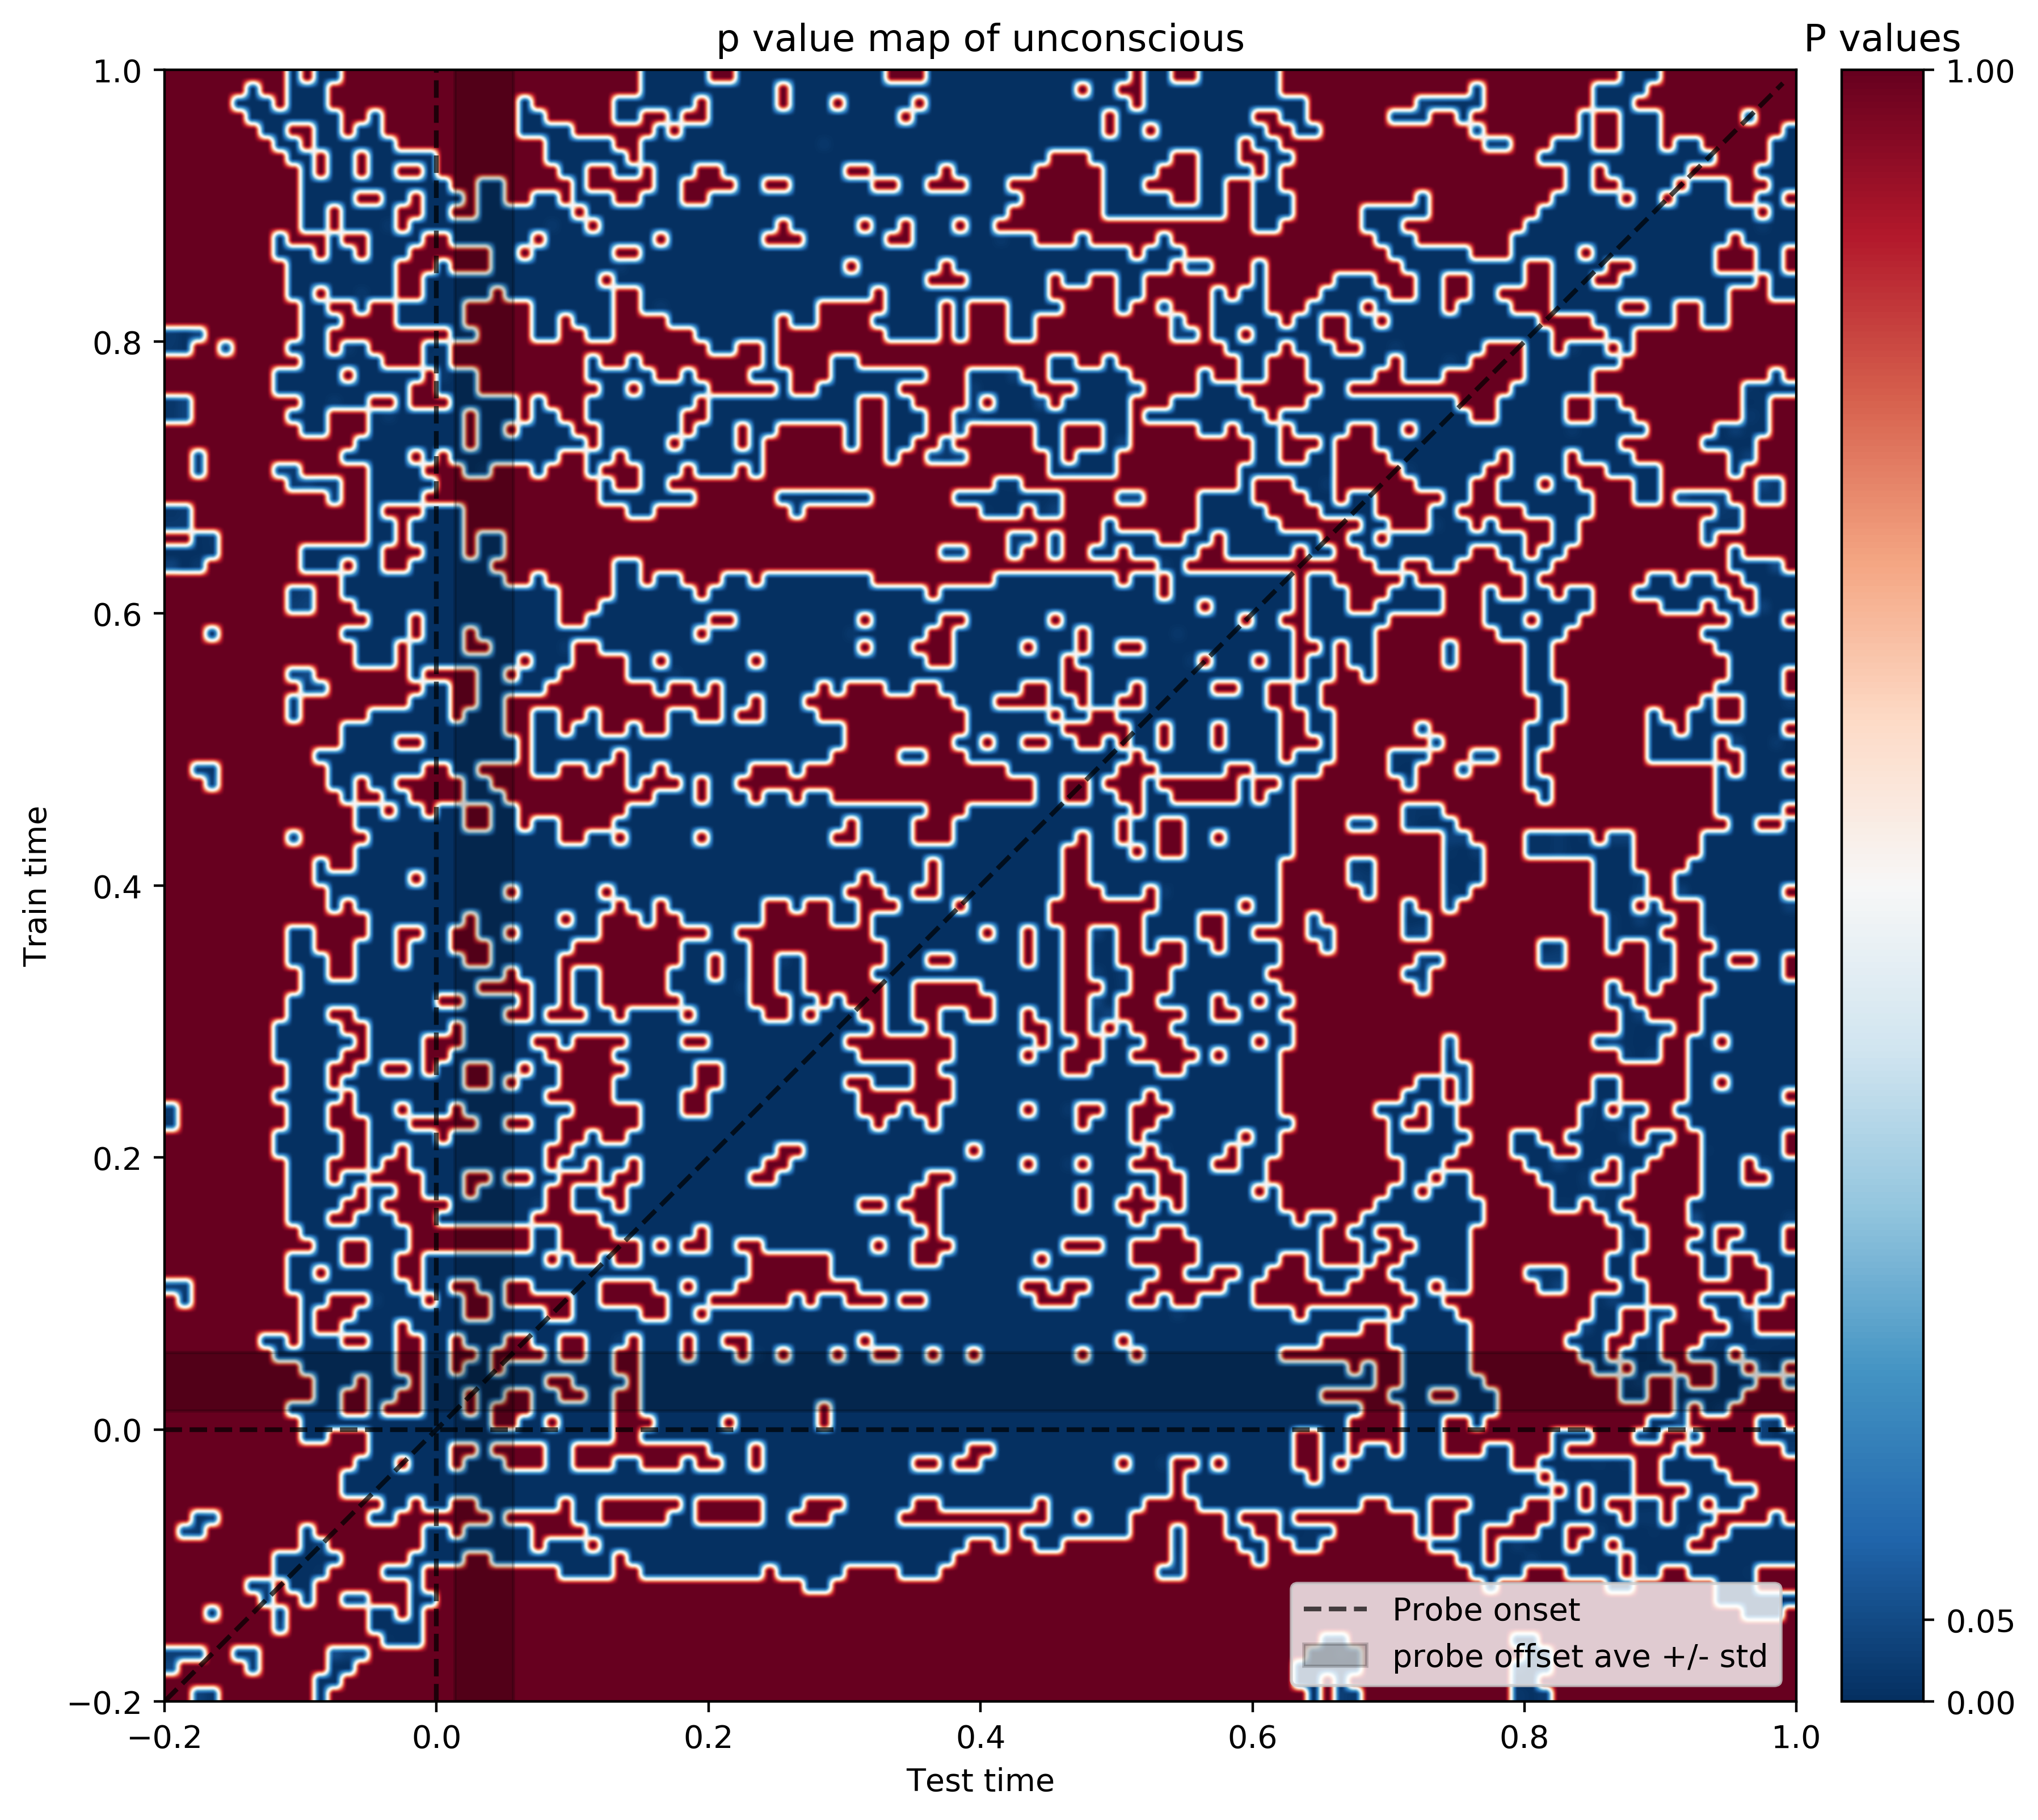 p value map of unconscious
P values
1.0
0.8
0.6
0.4
0.2
0.0
−0.2
Train time
−0.2
0.0
0.2
0.4
0.6
0.8
1.0
Test time
Probe onset
probe offset ave +/- std
1.00
0.05
0.00